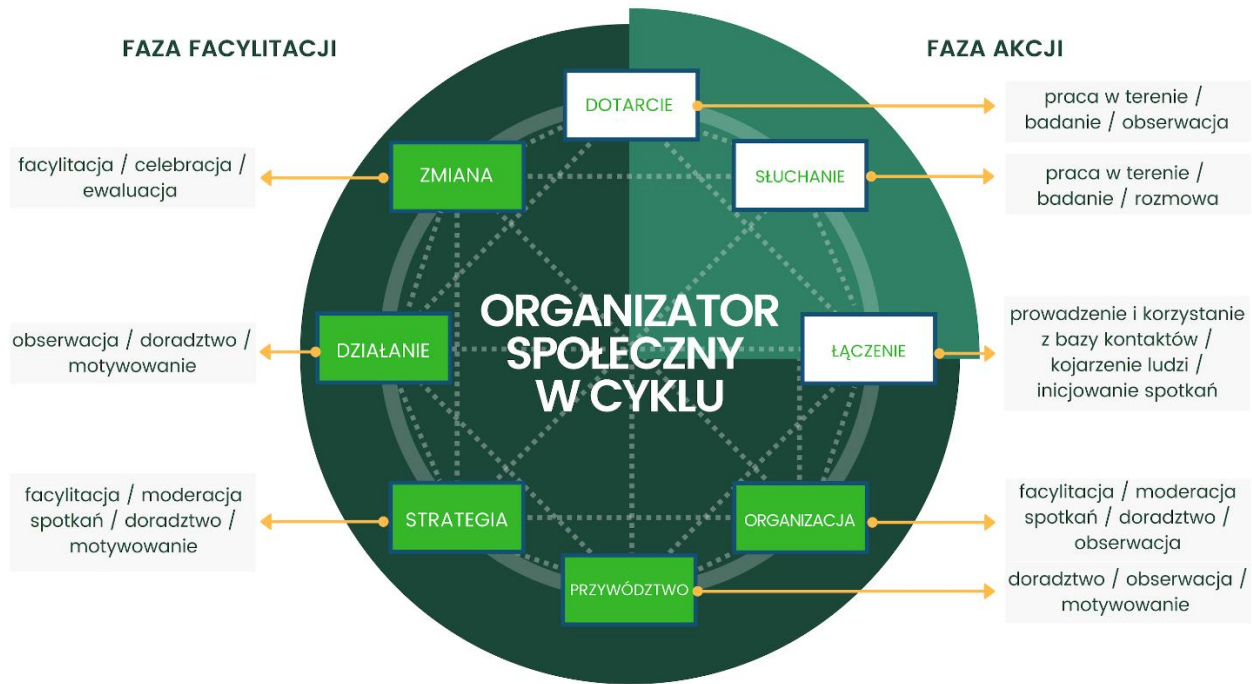 FAZA FACYLITACJI
FAZA AKCJI
DOTARCIE
praca w terenie /
badanie / obserwacja
SŁUCHANIE
praca w terenie /
badanie / rozmowa
ŁĄCZENIE
prowadzenie i korzystanie
z bazy kontaktów /
kojarzenie ludzi /
inicjowanie spotkań
ORGANIZACJA
facylitacja / moderacja
spotkań / doradztwo /
obserwacja
PRZYWÓDZTWO
doradztwo / obserwacja /
motywowanie
STRATEGIA
facylitacja / moderacja
spotkań / doradztwo /
motywowanie
DZIAŁANIE
obserwacja / doradztwo /
motywowanie
ZMIANA
facylitacja / celebracja /
ewaluacja
ORGANIZATOR
SPOŁECZNY
W CYKLU